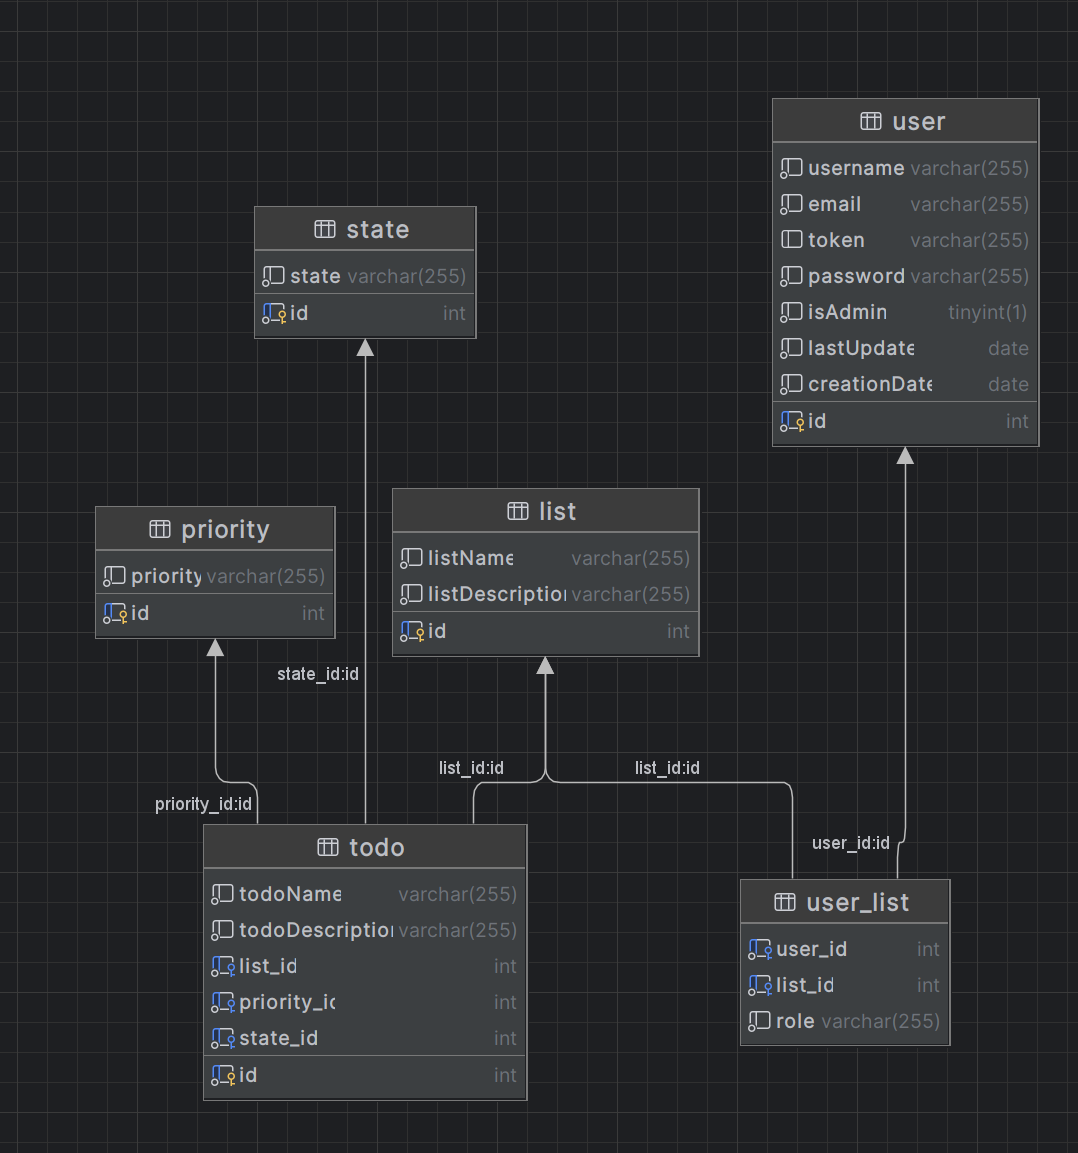 user
username varchar(255)
email varchar(255)
token varchar(255)
password varchar(255)
isAdmin tinyint(1)
lastUpdate date
creationDate date
id int
state
state varchar(255)
id int
priority
priority varchar(255)
id int
list
listName varchar(255)
listDescriptio varchar(255)
id int
state_id:id
list_id:id
list_id:id
priority_id:id
user_id:id
todo
todoName varchar(255)
todoDescriptio varchar(255)
list_id int
priority_id int
state_id int
id int
user_list
user_id int
list_id int
role varchar(255)